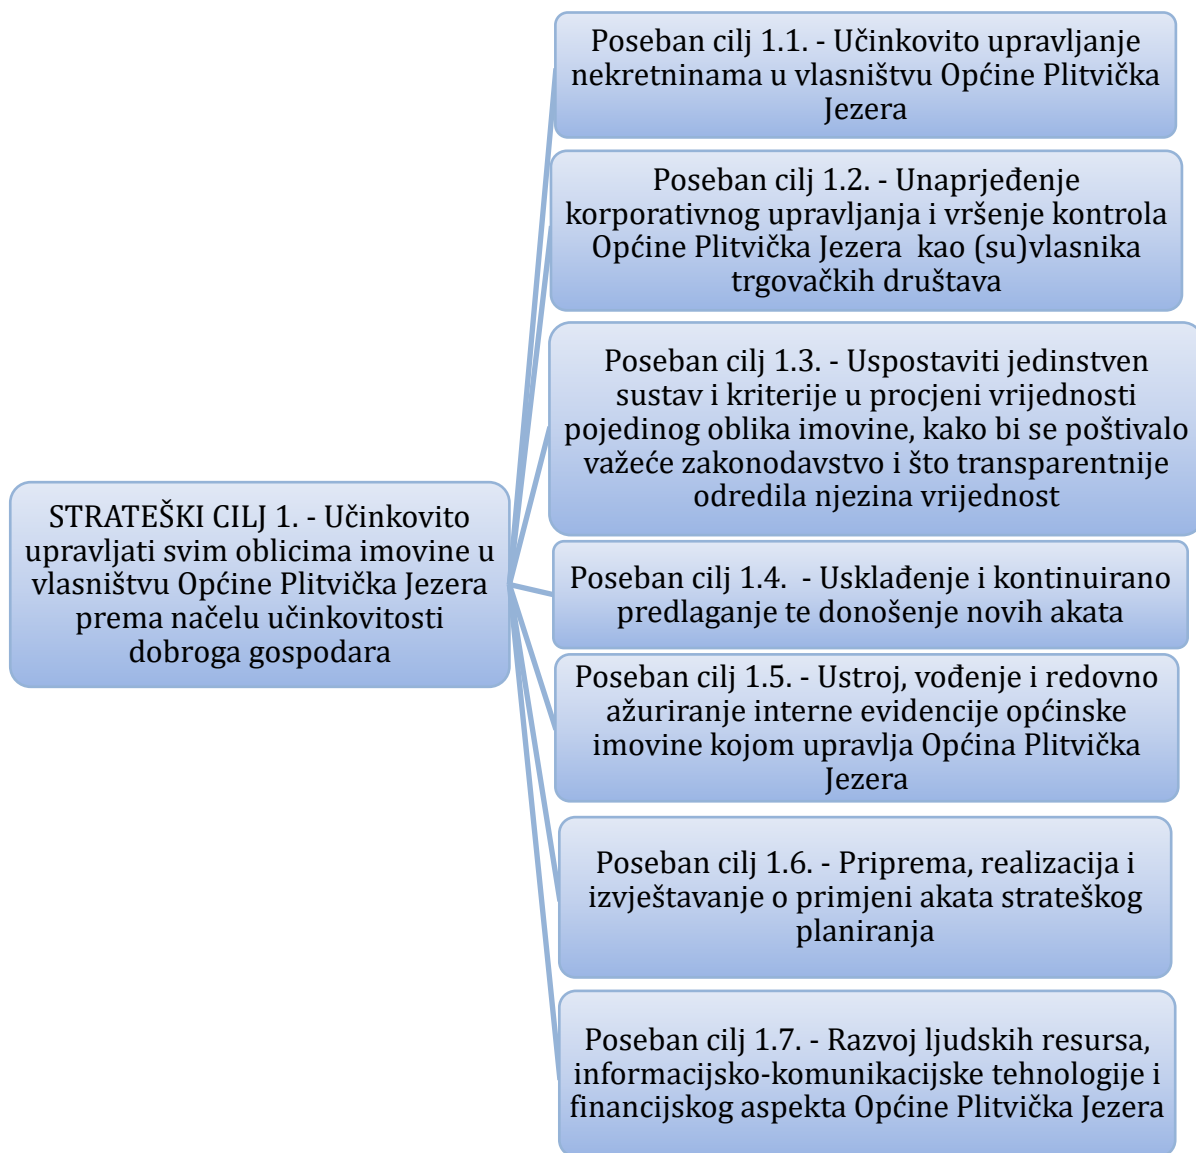 Poseban cilj 1.1. - Učinkovito upravljanje
nekretninama u vlasništvu Općine Plitvička
Jezera
Poseban cilj 1.2. - Unaprjeđenje
korporativnog upravljanja i vršenje kontrola
Općine Plitvička Jezera  kao (su)vlasnika
trgovačkih društava
Poseban cilj 1.3. - Uspostaviti jedinstven
sustav i kriterije u procjeni vrijednosti
pojedinog oblika imovine, kako bi se poštivalo
važeće zakonodavstvo i što transparentnije
odredila njezina vrijednost
STRATEŠKI CILJ 1. - Učinkovito
upravljati svim oblicima imovine u
vlasništvu Općine Plitvička Jezera
prema načelu učinkovitosti
dobroga gospodara
Poseban cilj 1.4.  - Usklađenje i kontinuirano
predlaganje te donošenje novih akata
Poseban cilj 1.5. - Ustroj, vođenje i redovno
ažuriranje interne evidencije općinske
imovine kojom upravlja Općina Plitvička
Jezera
Poseban cilj 1.6. - Priprema, realizacija i
izvještavanje o primjeni akata strateškog
planiranja
Poseban cilj 1.7. - Razvoj ljudskih resursa,
informacijsko-komunikacijske tehnologije i
financijskog aspekta Općine Plitvička Jezera